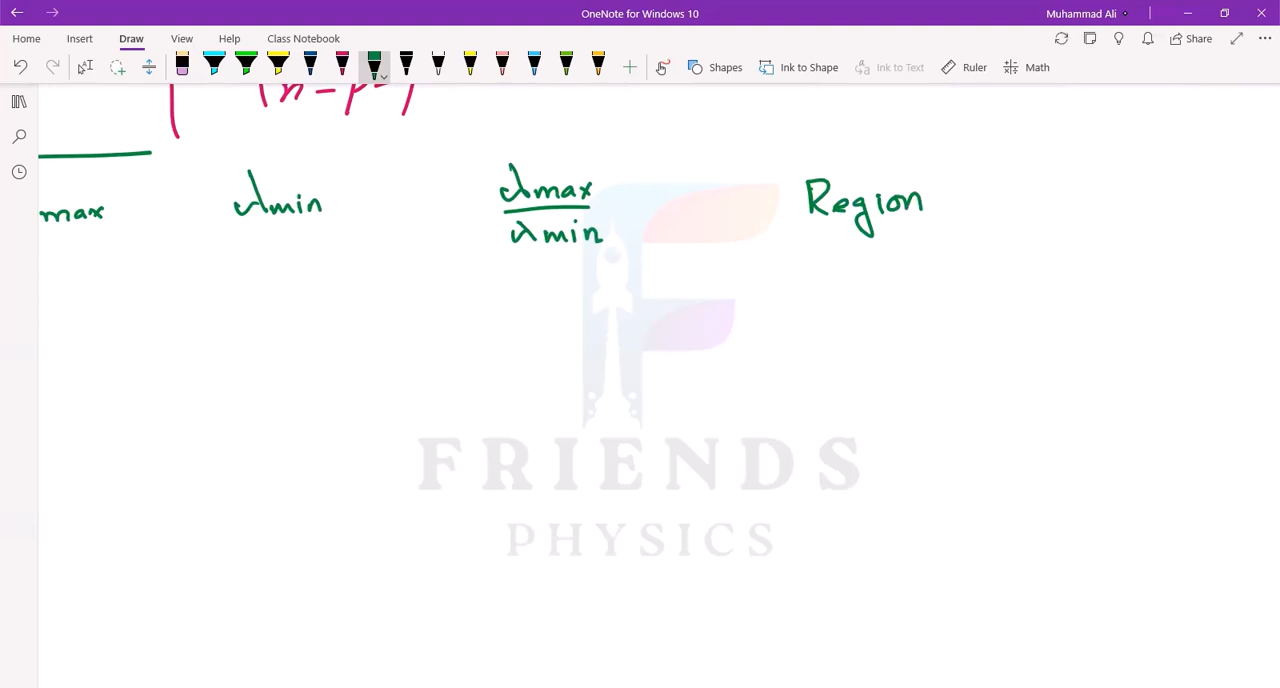 OneNote for Windows 10
Muhammad Ali
Home Insert Draw View Help Class Notebook
Share
Shapes Ink to Shape Ink to Text Ruler Math
max λmin λmax Region
λmin
FRIENDS
PHYSICS